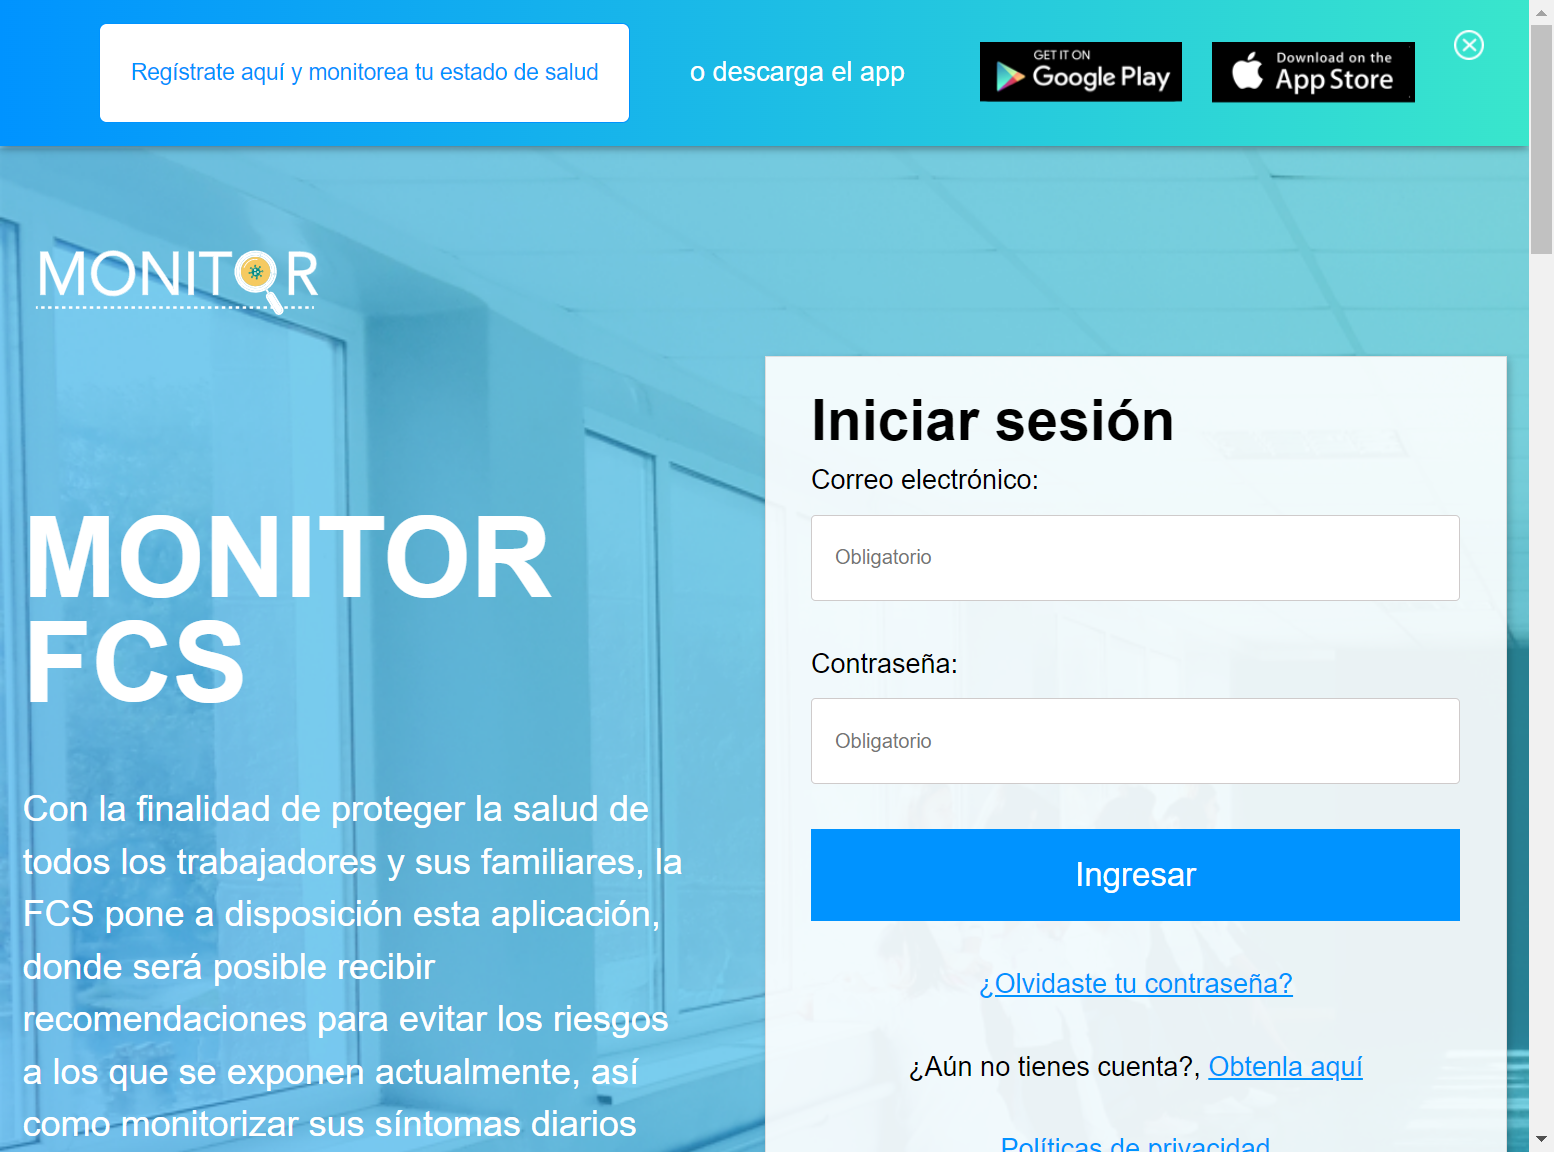 Regístrate aquí y monitorea tu estado de salud
o descarga el app
GET IT ON
Google Play
Download on the
App Store
MONITOR
Iniciar sesión
Correo electrónico:
Obligatorio
Contraseña:
Obligatorio
Ingresar
¿Olvidaste tu contraseña?
¿Aún no tienes cuenta?, Obtenla aquí
Políticas de privacidad
MONITOR
FCS
Con la finalidad de proteger la salud de
todos los trabajadores y sus familiares, la
FCS pone a disposición esta aplicación,
donde será posible recibir
recomendaciones para evitar los riesgos
a los que se exponen actualmente, así
como monitorizar sus síntomas diarios